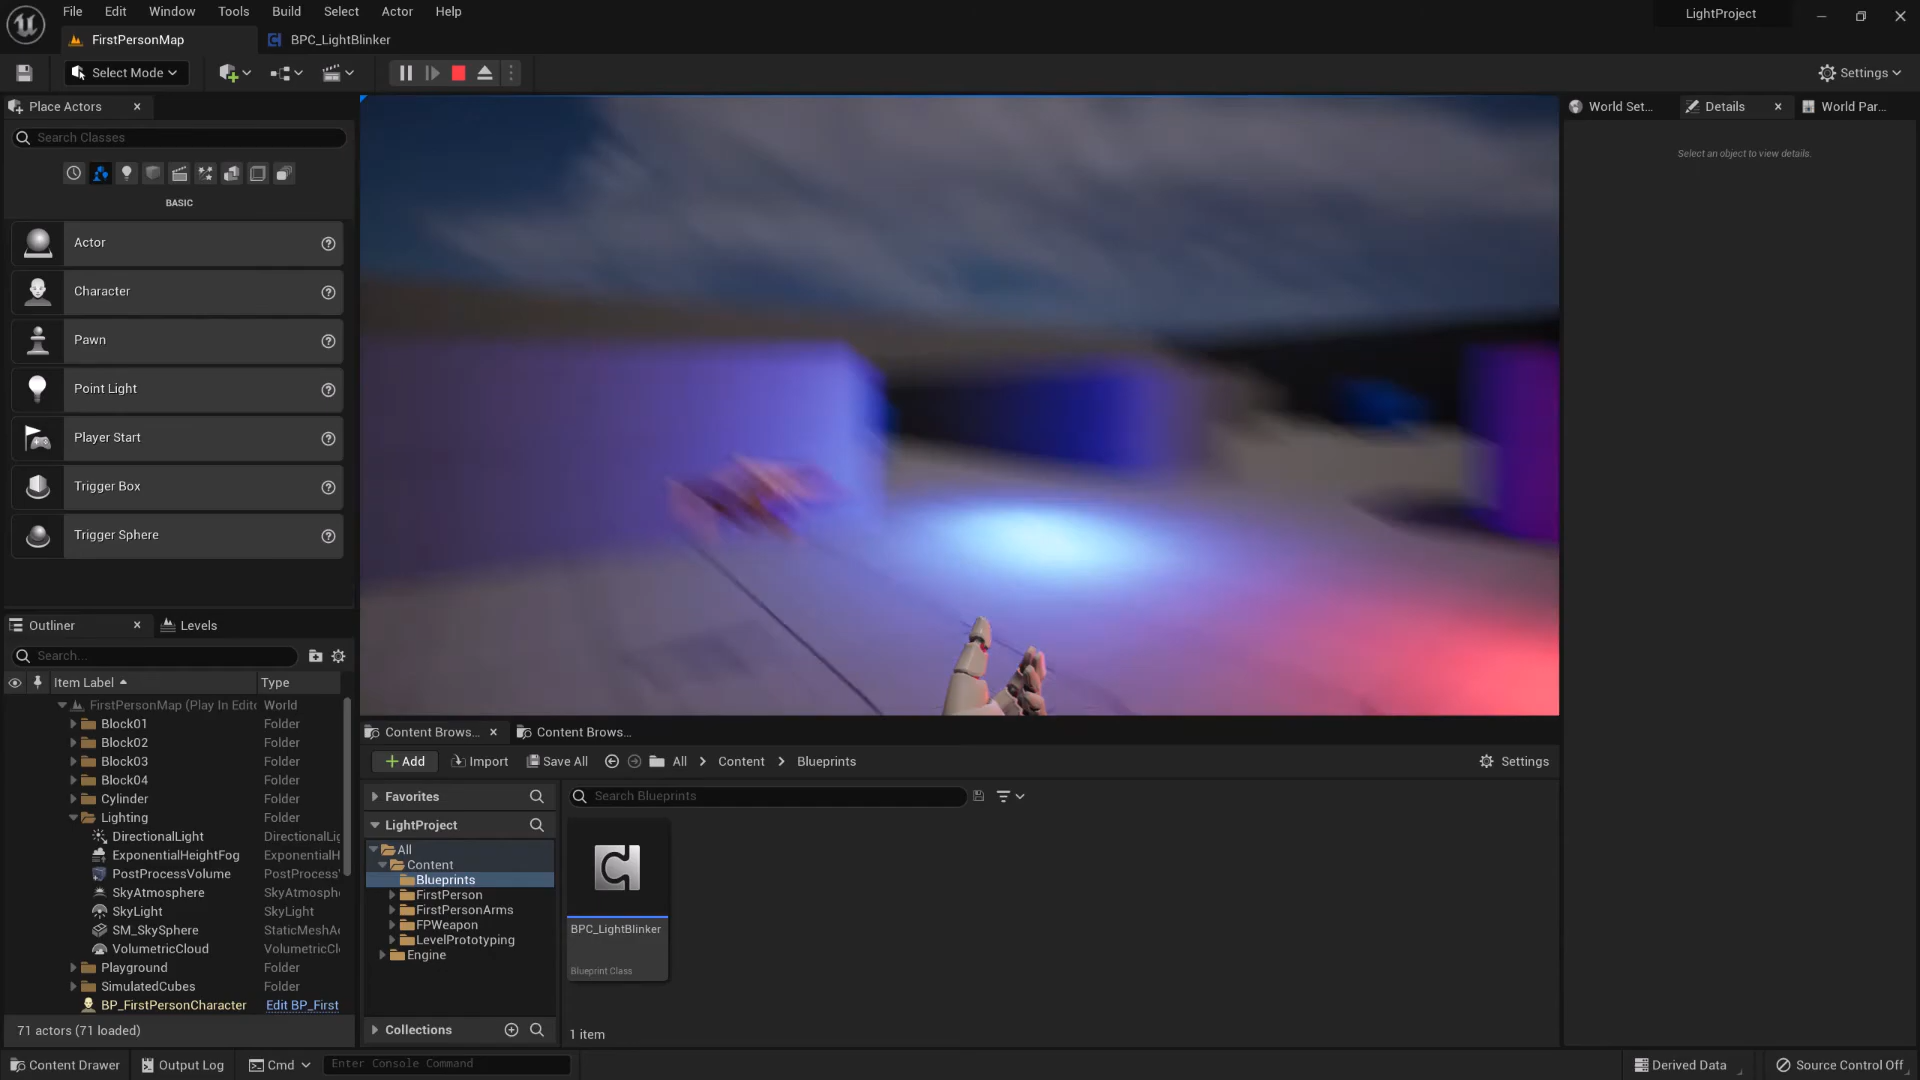 File Edit Window Tools Build Select Actor Help
LightProject
FirstPersonMap
BPC_LightBlinker
Select Mode
Settings
Place Actors
World Set...
Details
World Par...
Search Classes
Select an object to view details.
BASIC
Actor
Character
Pawn
Point Light
Player Start
Trigger Box
Trigger Sphere
Outliner
Levels
Search...
Item Label
Type
FirstPersonMap (Play In Edito
World
Block01
Folder
Block02
Folder
Block03
Folder
Block04
Folder
Cylinder
Folder
Lighting
Folder
DirectionalLight
DirectionalLig
ExponentialHeightFog
ExponentialH
PostProcessVolume
PostProcess
SkyAtmosphere
SkyAtmosph
SkyLight
SkyLight
SM_SkySphere
StaticMeshA
VolumetricCloud
VolumetricCl
Playground
Folder
SimulatedCubes
Folder
BP_FirstPersonCharacter
Edit BP_First
71 actors (71 loaded)
Content Brows...
Content Brows...
Add
Import
Save All
All
Content
Blueprints
Settings
Favorites
Search Blueprints
LightProject
All
Content
Blueprints
FirstPerson
FirstPersonArms
FPWeapon
LevelPrototyping
Engine
BPC_LightBlinker
Blueprint Class
Collections
1 item
Content Drawer
Output Log
Cmd
Enter Console Command
Derived Data
Source Control Off